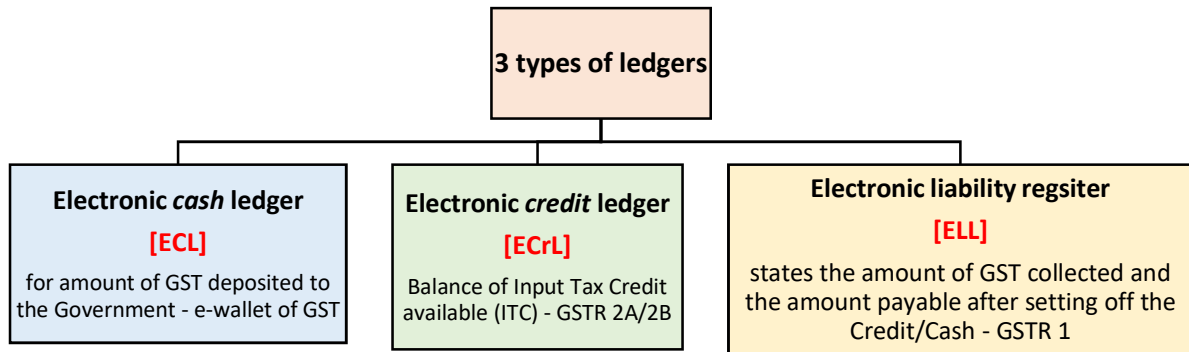 3 types of ledgers
Electronic cash ledger
[ECL]
for amount of GST deposited to
the Government - e-wallet of GST
Electronic credit ledger
[ECrL]
Balance of Input Tax Credit
available (ITC) - GSTR 2A/2B
Electronic liability regsiter
[ELL]
states the amount of GST collected and
the amount payable after setting off the
Credit/Cash - GSTR 1